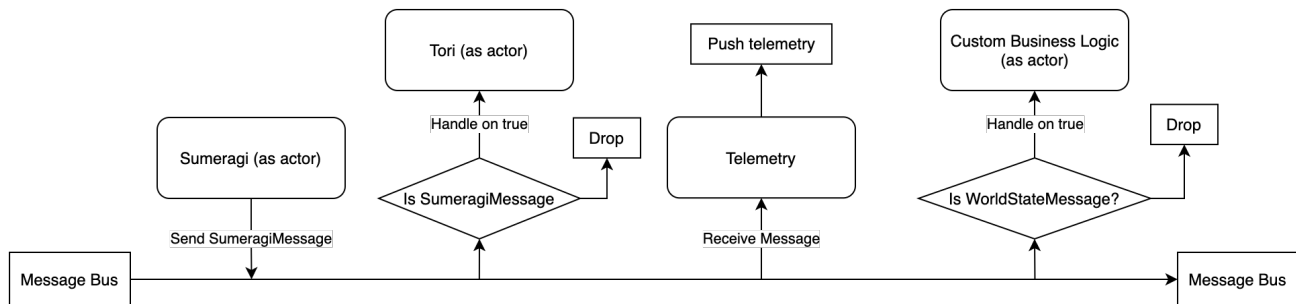 Tori (as actor)
Push telemetry
Custom Business Logic
(as actor)
Handle on true
Drop
Handle on true
Drop
Sumeragi (as actor)
Telemetry
Is SumeragiMessage
Is WorldStateMessage?
Send SumeragiMessage
Receive Message
Message Bus
Message Bus